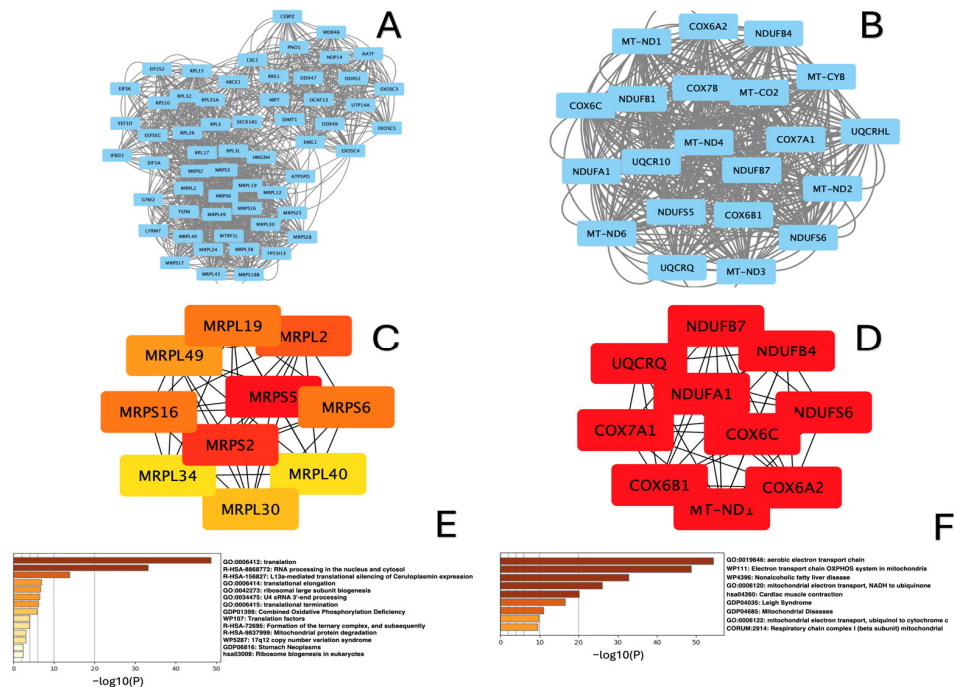 A
CEBPZ
WDR46
PNO1
AATF
NOP14
LSG1
EIF2S2
RPL15
RRS1
DDX47
DDX52
ABCE1
EIF3K
EXOSC3
RPL32
NIP7
DCAF13
RPS10
RPL35A
UTP14A
EEF1D
RPL5
SEC61A1
DIMT1
DDX49
EXOSC5
EEFSEC
RPL26
EMG1
IFRD1
RPL17
RPL3L
EXOSC4
EIF5A
HMGN4
MRPS2
MRPS5
ATP5PO
MRPL2
MRPL19
MRPL12
GFM2
MRPS6
TSFM
MRPL49
MRPS16
MRPS25
LYRM7
MRPL30
MRPL40
MTRF1L
MRPS28
MRPL34
MRPL38
TP53I13
MRPS17
MRPL41
MRPS18B
B
COX6A2
NDUFB4
MT-ND1
MT-CYB
COX7B
MT-CO2
COX6C
NDUFB1
UQCRHL
COX7A1
MT-ND4
UQCR10
NDUFB7
NDUFA1
MT-ND2
NDUFS5
COX6B1
MT-ND6
NDUFS6
UQCRQ
MT-ND3
C
MRPL19
MRPL2
MRPL49
MRPS5
MRPS16
MRPS6
MRPS2
MRPL34
MRPL40
MRPL30
D
NDUFB7
UQCRQ
NDUFB4
NDUFA1
NDUFS6
COX7A1
COX6C
COX6B1
COX6A2
MT-ND1
E
GO:0006412: translation
R-HSA-8868773: RNA processing in the nucleus and cytosol
R-HSA-156827: L13a-mediated translational silencing of Ceruloplasmin expression
GO:0006414: translational elongation
GO:0042273: ribosomal large subunit biogenesis
GO:0034475: U4 sRNA 3'-end processing
GO:0006415: translational termination
GDP01399: Combined Oxidative Phosphorylation Deficiency
WP107: Translation factors
R-HSA-72695: Formation of the ternary complex, and subsequently
R-HSA-9837999: Mitochondrial protein degradation
WP5287: 17q12 copy number variation syndrome
GDP06816: Stomach Neoplasms
hsa03008: Ribosome biogenesis in eukaryotes
0 10 20 30 40 50
−log10(P)
F
GO:0019646: aerobic electron transport chain
WP111: Electron transport chain OXPHOS system in mitochondria
WP4396: Nonalcoholic fatty liver disease
GO:0006120: mitochondrial electron transport, NADH to ubiquinone
hsa04260: Cardiac muscle contraction
GDP04035: Leigh Syndrome
GDP04685: Mitochondrial Diseases
GO:0006122: mitochondrial electron transport, ubiquinol to cytochrome c
CORUM:2914: Respiratory chain complex I (beta subunit) mitochondrial
0 10 20 30 40 50
−log10(P)